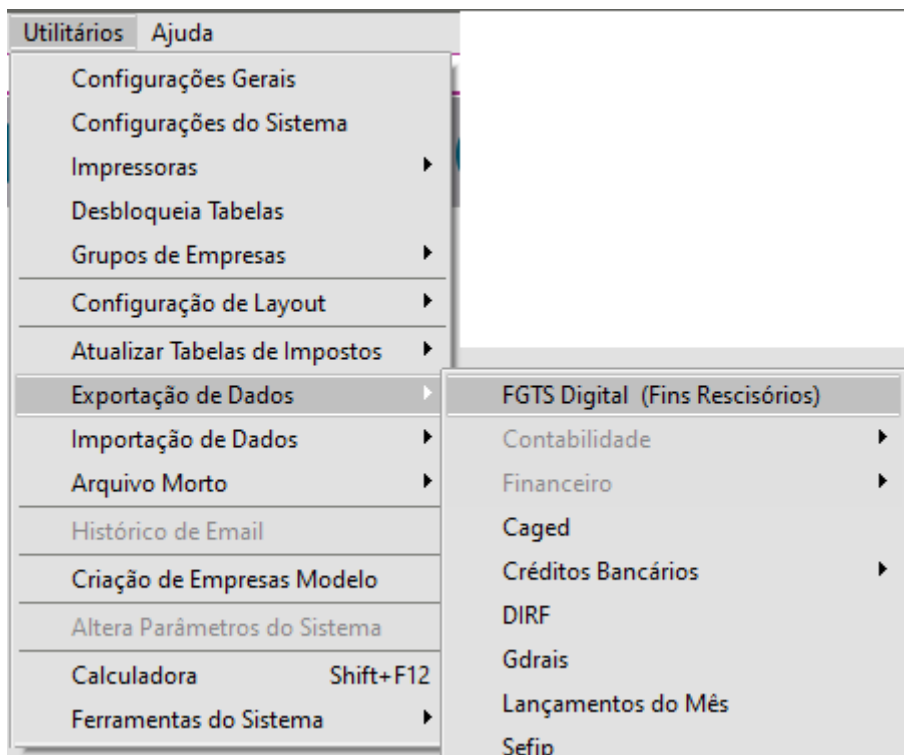 Utilitários Ajuda
Configurações Gerais
Configurações do Sistema
Impressoras
Desbloqueia Tabelas
Grupos de Empresas
Configuração de Layout
Atualizar Tabelas de Impostos
Exportação de Dados
Importação de Dados
Arquivo Morto
Histórico de Email
Criação de Empresas Modelo
Altera Parâmetros do Sistema
Calculadora Shift+F12
Ferramentas do Sistema
FGTS Digital (Fins Rescisórios)
Contabilidade
Financeiro
Caged
Créditos Bancários
DIRF
Gdrais
Lançamentos do Mês
Sefip